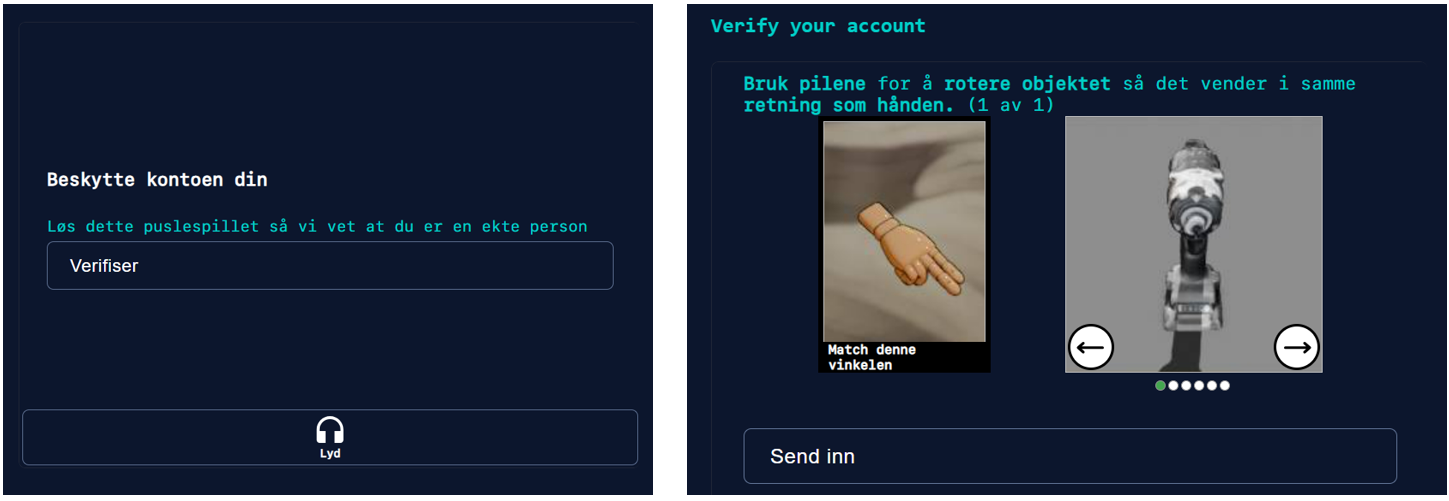 Beskytte kontoen din
Løs dette puslespillet så vi vet at du er en ekte person
Verifiser
Lyd
Verify your account
Bruk pilene for å rotere objektet så det vender i samme
retning som hånden. (1 av 1)
Match denne
vinkelen
Send inn